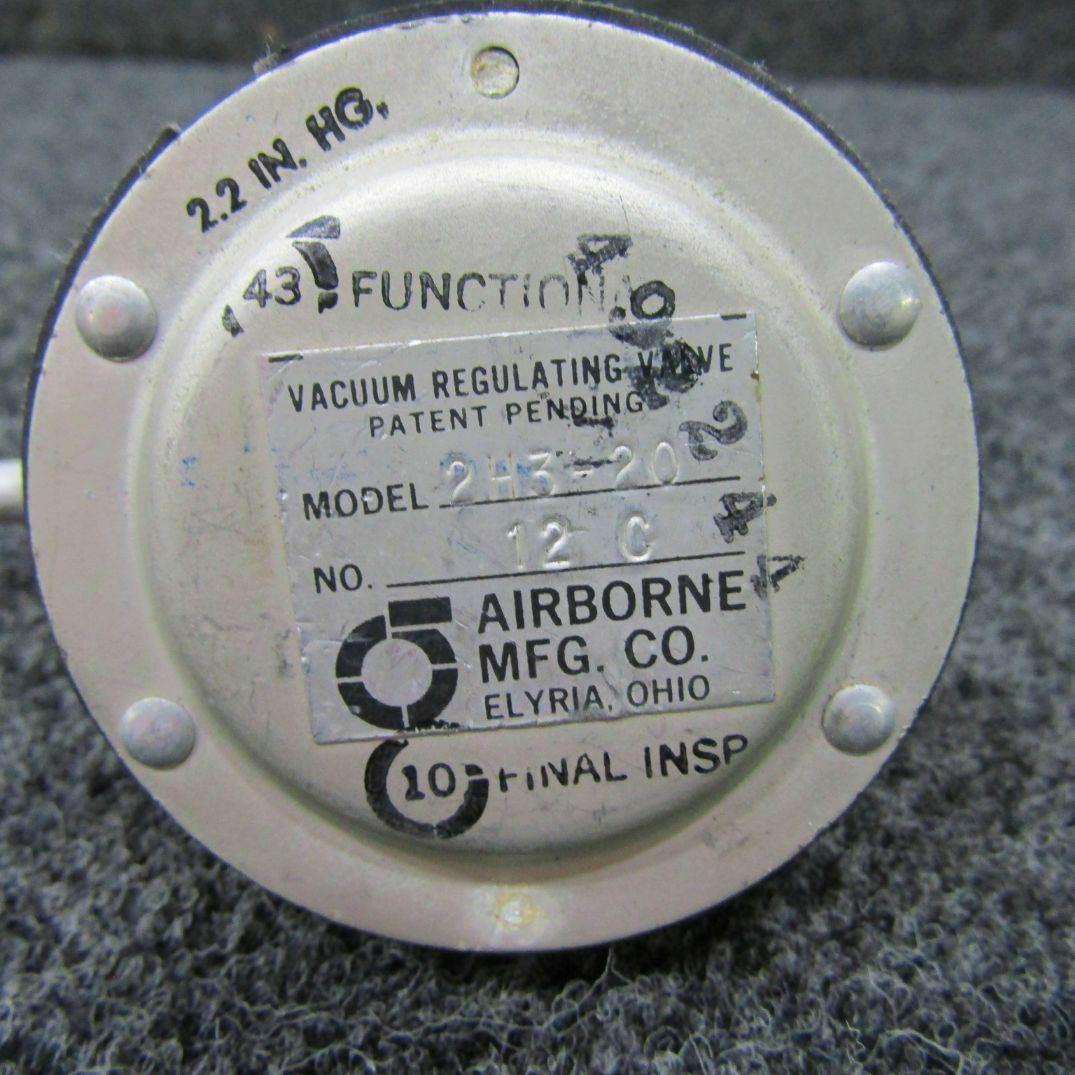 2.2 IN. HG.
43 FUNCTIONAL
VACUUM REGULATING VALVE
PATENT PENDING
MODEL 2H3-20
NO. 12 C
AIRBORNE
MFG. CO.
ELYRIA, OHIO
10 FINAL INSP